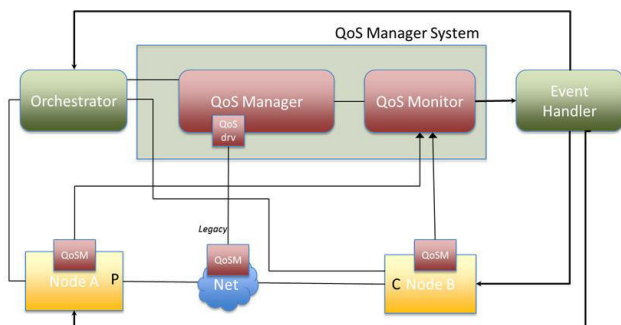 QoS Manager System
Orchestrator
QoS Manager
QoS Monitor
Event
Handler
QoS
drv
Legacy
QoSM
QoSM
QoSM
Node A
P
Net
C
Node B